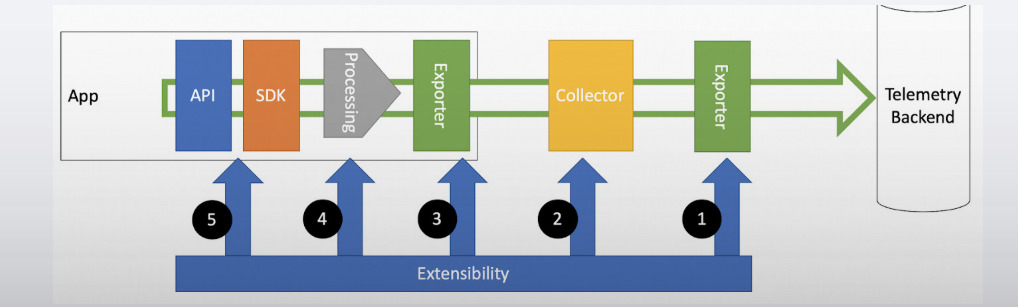 App
API
SDK
Processing
Exporter
Collector
Exporter
Telemetry
Backend
5
4
3
2
1
Extensibility